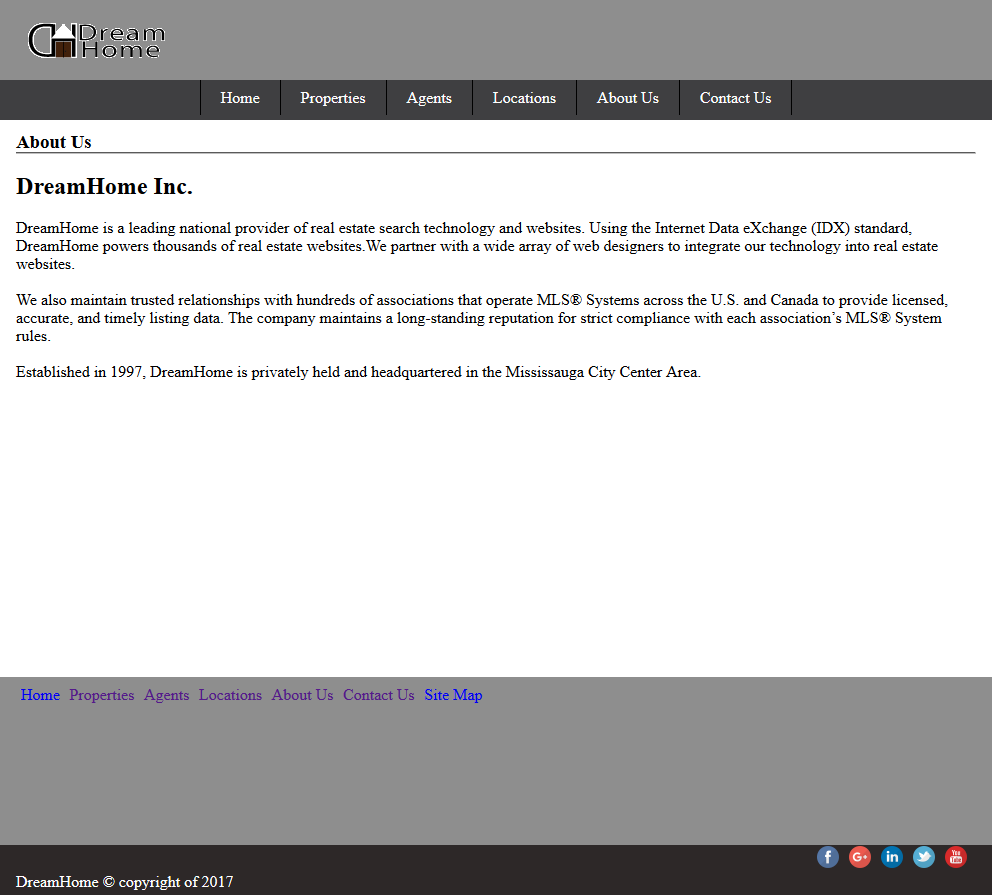 Dream
Home
Home Properties Agents Locations About Us Contact Us
About Us
DreamHome Inc.
DreamHome is a leading national provider of real estate search technology and websites. Using the Internet Data eXchange (IDX) standard,
DreamHome powers thousands of real estate websites.We partner with a wide array of web designers to integrate our technology into real estate
websites.
We also maintain trusted relationships with hundreds of associations that operate MLS® Systems across the U.S. and Canada to provide licensed,
accurate, and timely listing data. The company maintains a long-standing reputation for strict compliance with each association’s MLS® System
rules.
Established in 1997, DreamHome is privately held and headquartered in the Mississauga City Center Area.
Home Properties Agents Locations About Us Contact Us Site Map
f G+ in You Tube
DreamHome © copyright of 2017